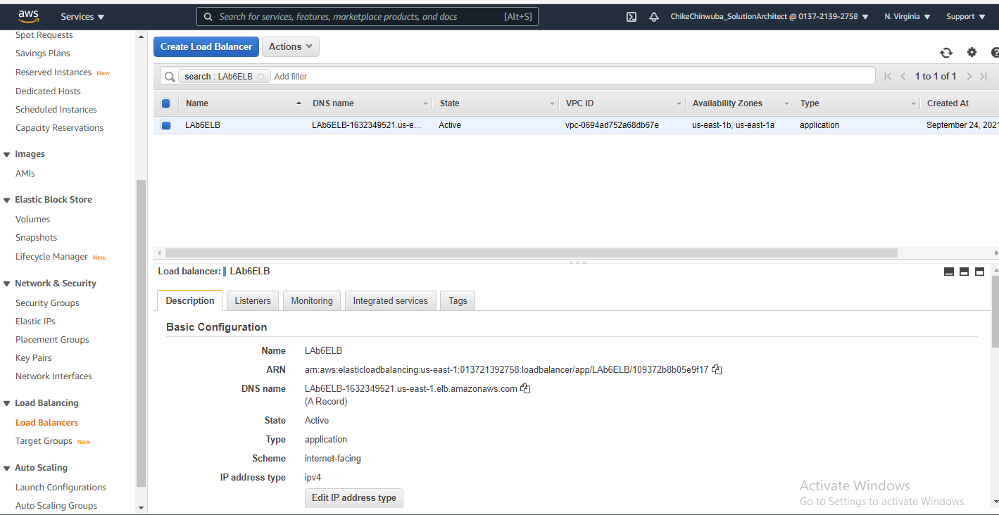 aws Services Search for services, features, marketplace products, and docs [Alt+S] ChikeChinwuba_SolutionArchitect @ 0137-2139-2758 N. Virginia Support
Spot Requests
Savings Plans
Reserved Instances New
Dedicated Hosts
Scheduled Instances
Capacity Reservations
Images
AMIs
Elastic Block Store
Volumes
Snapshots
Lifecycle Manager New
Network & Security
Security Groups
Elastic IPs
Placement Groups
Key Pairs
Network Interfaces
Load Balancing
Load Balancers
Target Groups New
Auto Scaling
Launch Configurations
Auto Scaling Groups
Create Load Balancer Actions
search : LAb6ELB Add filter 1 to 1 of 1
Name DNS name State VPC ID Availability Zones Type Created At
LAb6ELB LAb6ELB-1632349521.us-e... Active vpc-0694ad752a68db67e us-east-1b, us-east-1a application September 24, 2021
Load balancer: LAb6ELB
Description Listeners Monitoring Integrated services Tags
Basic Configuration
Name LAb6ELB
ARN arn:aws:elasticloadbalancing:us-east-1:013721392758:loadbalancer/app/LAb6ELB/109372b8b05e9f17
DNS name LAb6ELB-1632349521.us-east-1.elb.amazonaws.com
(A Record)
State Active
Type application
Scheme internet-facing
IP address type ipv4
Edit IP address type
Activate Windows
Go to Settings to activate Windows.